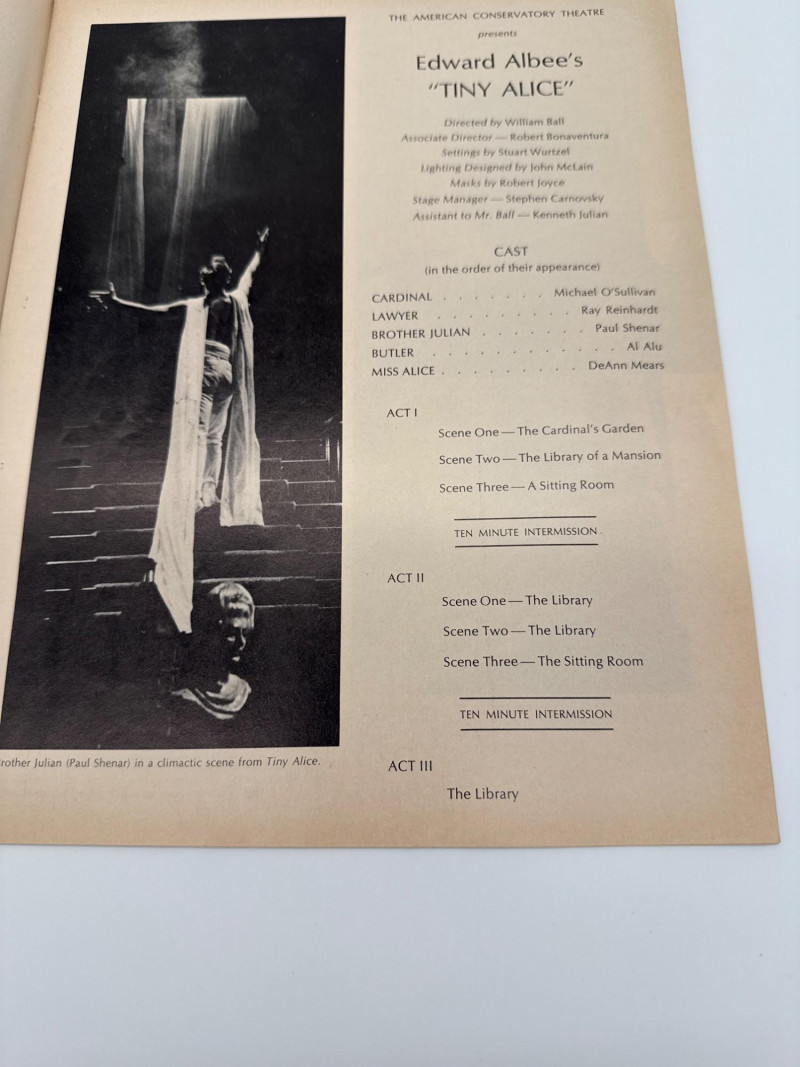 THE AMERICAN CONSERVATORY THEATRE
presents
Edward Albee's
"TINY ALICE"
Directed by William Ball
Associate Director — Robert Bonaventura
Settings by Stuart Wurtzel
Lighting Designed by John McLain
Masks by Robert Joyce
Stage Manager — Stephen Carnovsky
Assistant to Mr. Ball — Kenneth Julian
CAST
(in the order of their appearance)
CARDINAL . . . . . . . Michael O'Sullivan
LAWYER . . . . . . . . . Ray Reinhardt
BROTHER JULIAN . . . . . . . Paul Shenar
BUTLER . . . . . . . . . . . . Al Alu
MISS ALICE . . . . . . . . . DeAnn Mears
ACT I
Scene One — The Cardinal's Garden
Scene Two — The Library of a Mansion
Scene Three — A Sitting Room
TEN MINUTE INTERMISSION
ACT II
Scene One — The Library
Scene Two — The Library
Scene Three — The Sitting Room
TEN MINUTE INTERMISSION
ACT III
The Library
rother Julian (Paul Shenar) in a climactic scene from Tiny Alice.